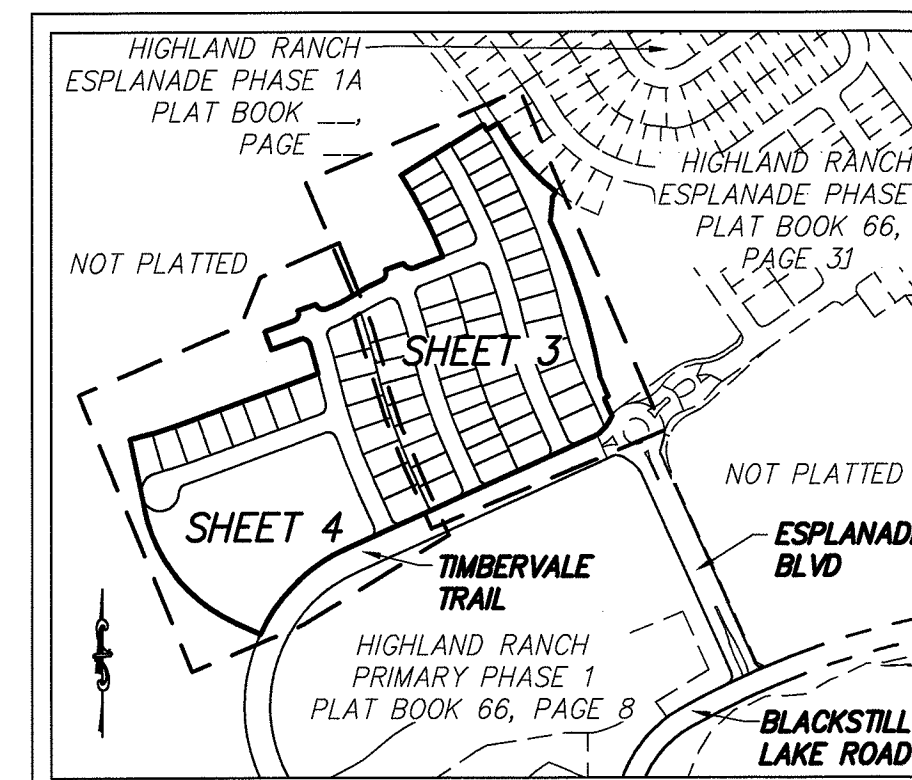 HIGHLAND RANCH
ESPLANADE PHASE 1A
PLAT BOOK __,
PAGE __
HIGHLAND RANCH
ESPLANADE PHASE
PLAT BOOK 66,
PAGE 31
NOT PLATTED
SHEET 3
NOT PLATTED
SHEET 4
ESPLANADE
BLVD
TIMBERVALE
TRAIL
HIGHLAND RANCH
PRIMARY PHASE 1
PLAT BOOK 66, PAGE 8
BLACKSTILL
LAKE ROAD